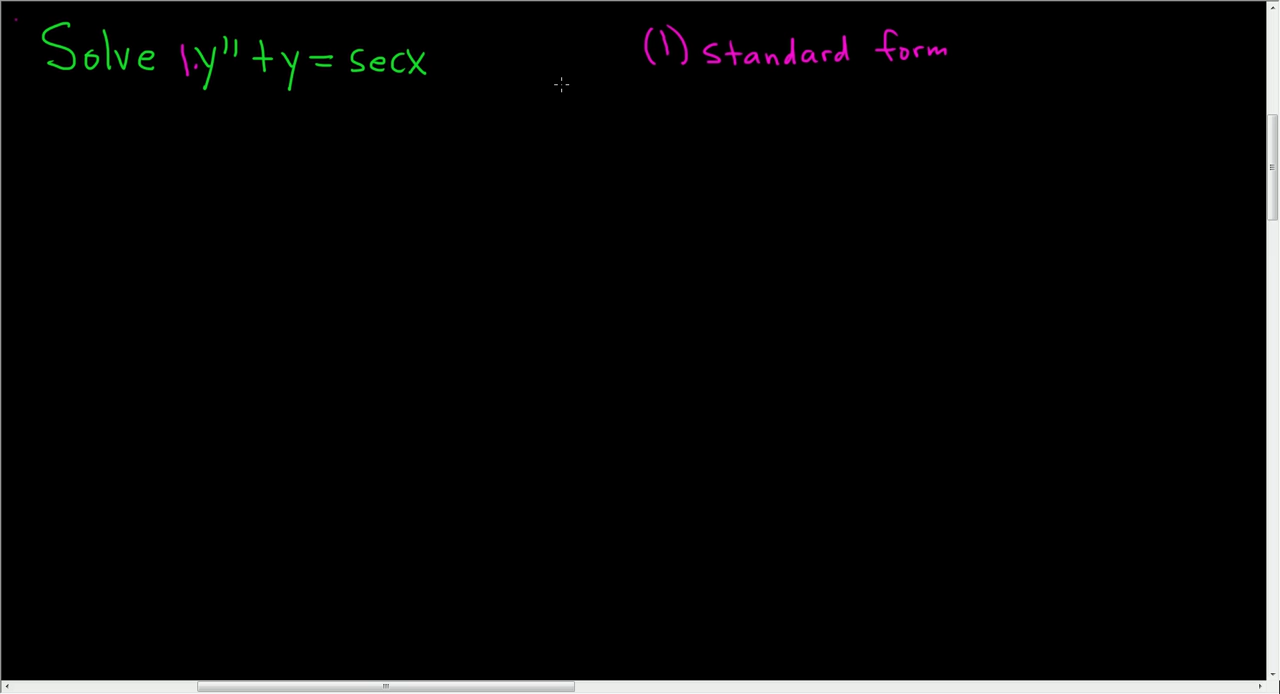 Solve 1·y'' + y = secx
(1) standard form